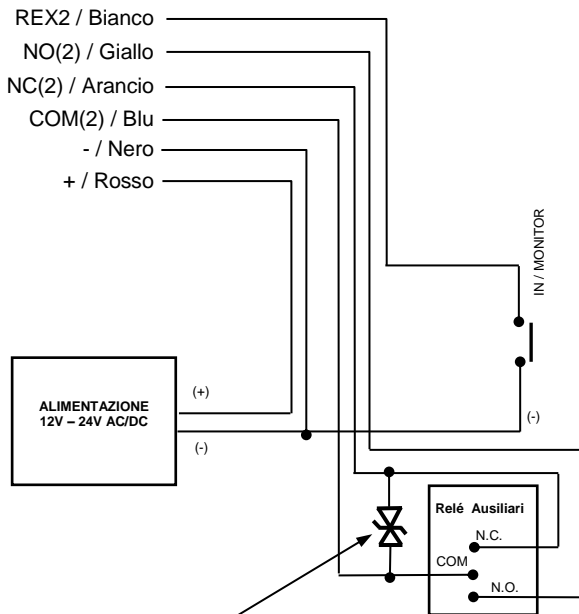 REX2 / Bianco
NO(2) / Giallo
NC(2) / Arancio
COM(2) / Blu
- / Nero
+ / Rosso
IN / MONITOR
ALIMENTAZIONE
12V – 24V AC/DC
(+)
(-)
(-)
Relé Ausiliari
N.C.
COM
N.O.